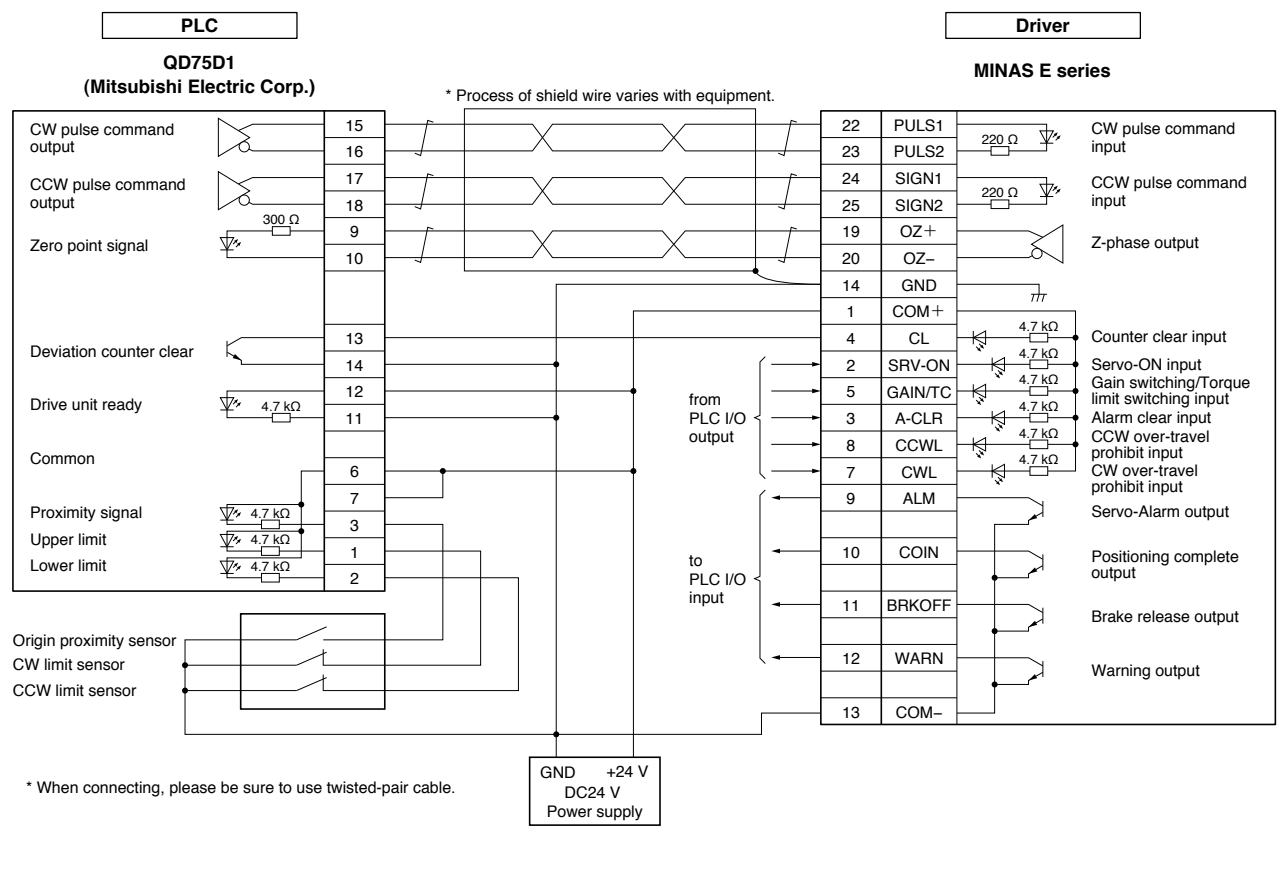 PLC
Driver
QD75D1
(Mitsubishi Electric Corp.)
MINAS E series
* Process of shield wire varies with equipment.
CW pulse command
output
15
16
22 PULS1
23 PULS2
220 Ω
CW pulse command
input
CCW pulse command
output
17
18
24 SIGN1
25 SIGN2
220 Ω
CCW pulse command
input
Zero point signal
300 Ω
9
10
19 OZ+
20 OZ−
Z-phase output
14 GND
1 COM+
Deviation counter clear
13
14
4 CL
4.7 kΩ
Counter clear input
2 SRV-ON
4.7 kΩ
Servo-ON input
Drive unit ready
4.7 kΩ
12
11
from
PLC I/O
output
5 GAIN/TC
4.7 kΩ
Gain switching/Torque
limit switching input
3 A-CLR
4.7 kΩ
Alarm clear input
8 CCWL
4.7 kΩ
CCW over-travel
prohibit input
7 CWL
4.7 kΩ
CW over-travel
prohibit input
Common
6
7
Proximity signal
4.7 kΩ
3
Upper limit
4.7 kΩ
1
Lower limit
4.7 kΩ
2
to
PLC I/O
input
9 ALM
Servo-Alarm output
10 COIN
Positioning complete
output
11 BRKOFF
Brake release output
12 WARN
Warning output
13 COM−
Origin proximity sensor
CW limit sensor
CCW limit sensor
GND +24 V
DC24 V
Power supply
* When connecting, please be sure to use twisted-pair cable.